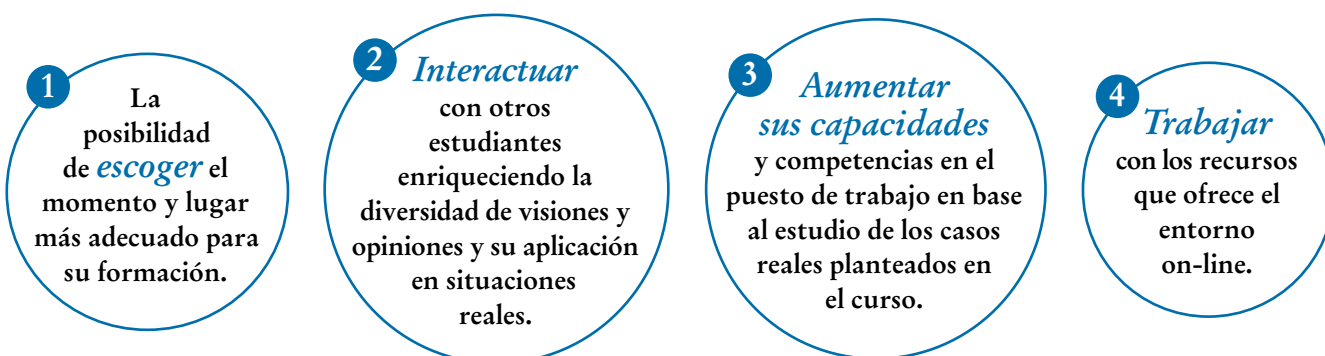 1
La
posibilidad
de escoger el
momento y lugar
más adecuado para
su formación.
2
Interactuar
con otros
estudiantes
enriqueciendo la
diversidad de visiones y
opiniones y su aplicación
en situaciones
reales.
3
Aumentar
sus capacidades
y competencias en el
puesto de trabajo en base
al estudio de los casos
reales planteados en
el curso.
4
Trabajar
con los recursos
que ofrece el
entorno
on-line.